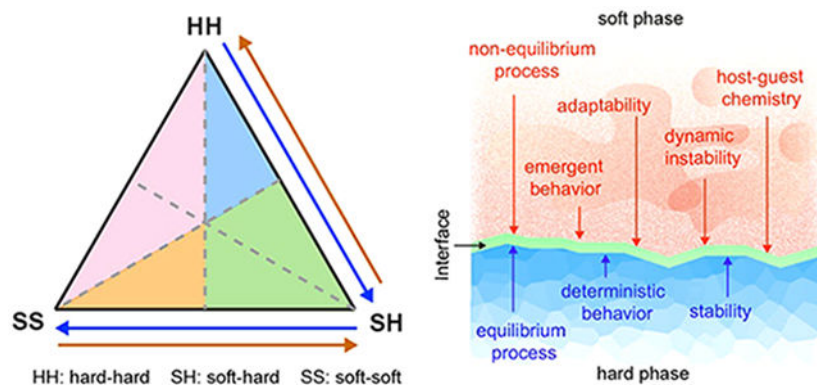 HH
SS
SH
HH: hard-hard SH: soft-hard SS: soft-soft
soft phase
non-equilibrium
process
adaptability
host-guest
chemistry
dynamic
instability
emergent
behavior
Interface
deterministic
behavior
stability
equilibrium
process
hard phase